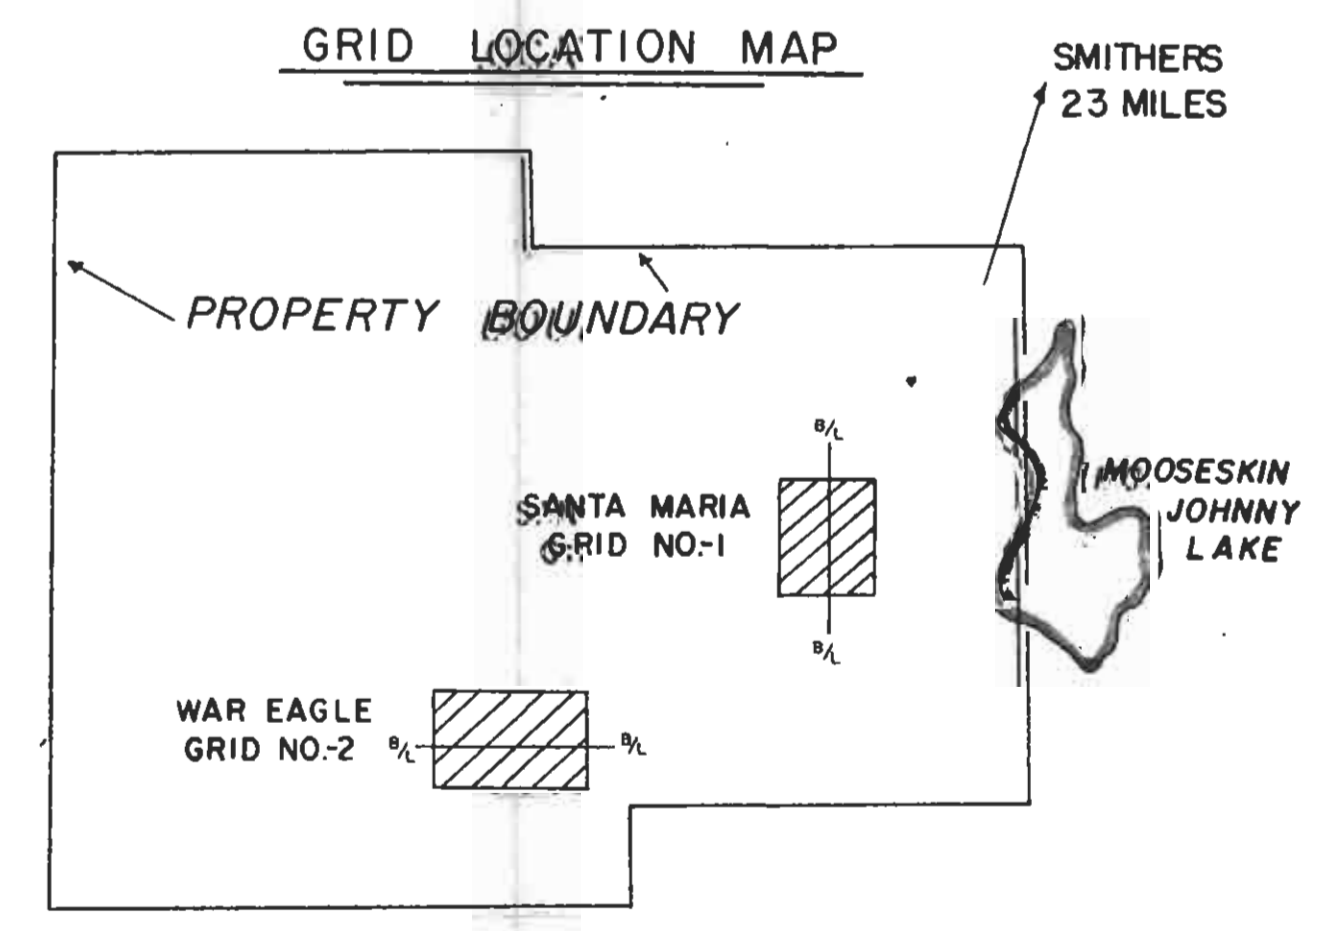 GRID LOCATION MAP
SMITHERS
23 MILES
PROPERTY BOUNDARY
B/L
SANTA MARIA
GRID NO.-1
MOOSESKIN
JOHNNY
LAKE
B/L
WAR EAGLE
GRID NO.-2
B/L
B/L